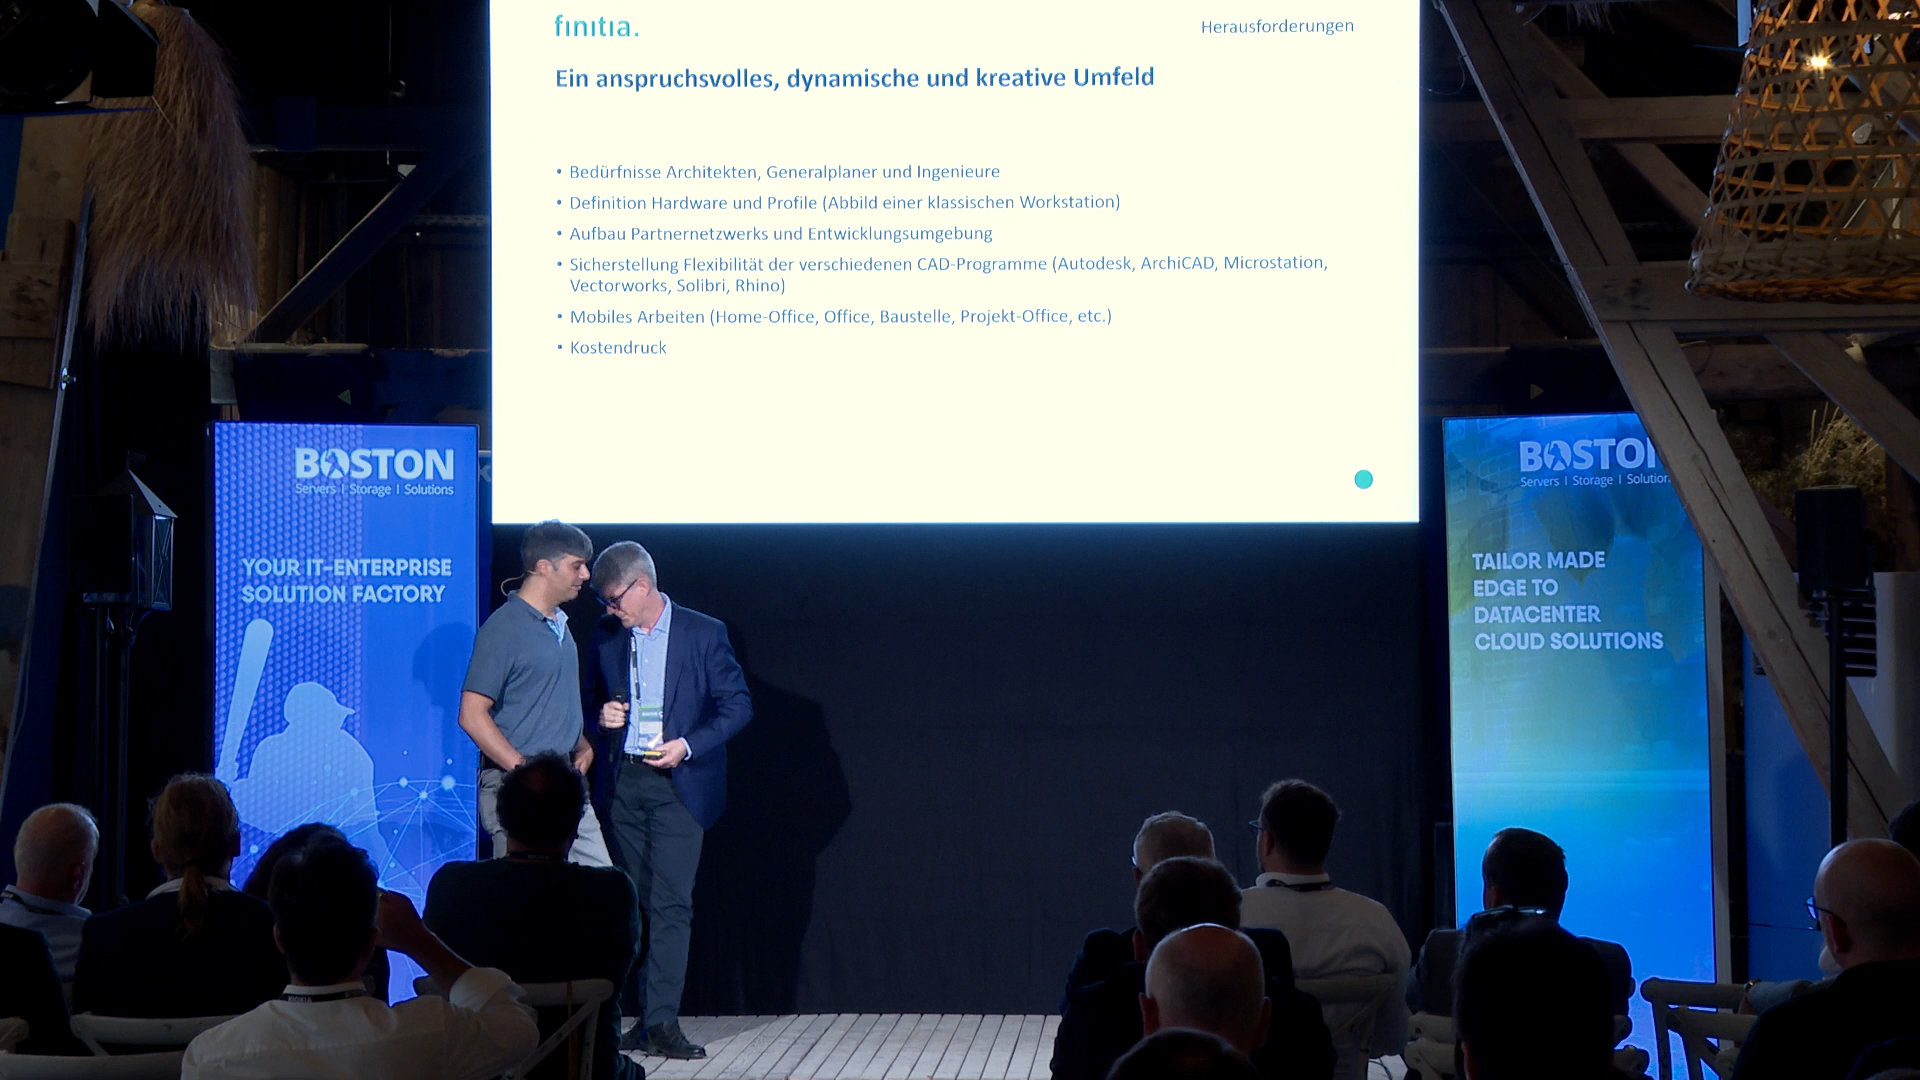 finitia.
Herausforderungen
Ein anspruchsvolles, dynamische und kreative Umfeld
• Bedürfnisse Architekten, Generalplaner und Ingenieure
• Definition Hardware und Profile (Abbild einer klassischen Workstation)
• Aufbau Partnernetzwerks und Entwicklungsumgebung
• Sicherstellung Flexibilität der verschiedenen CAD-Programme (Autodesk, ArchiCAD, Microstation,
Vectorworks, Solibri, Rhino)
• Mobiles Arbeiten (Home-Office, Office, Baustelle, Projekt-Office, etc.)
• Kostendruck
BOSTON
Servers | Storage | Solutions
YOUR IT-ENTERPRISE
SOLUTION FACTORY
BOSTON
Servers | Storage | Solution
TAILOR MADE
EDGE TO
DATACENTER
CLOUD SOLUTIONS